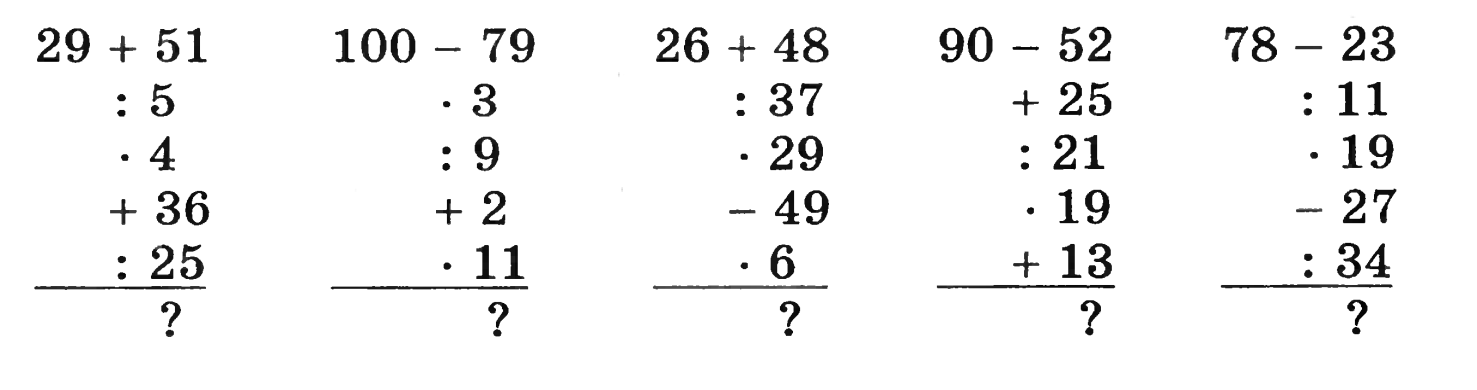 29 + 51 100 – 79 26 + 48 90 – 52 78 – 23
: 5 · 3 : 37 + 25 : 11
· 4 : 9 · 29 : 21 · 19
+ 36 + 2 – 49 · 19 – 27
: 25 · 11 · 6 + 13 : 34
? ? ? ? ?